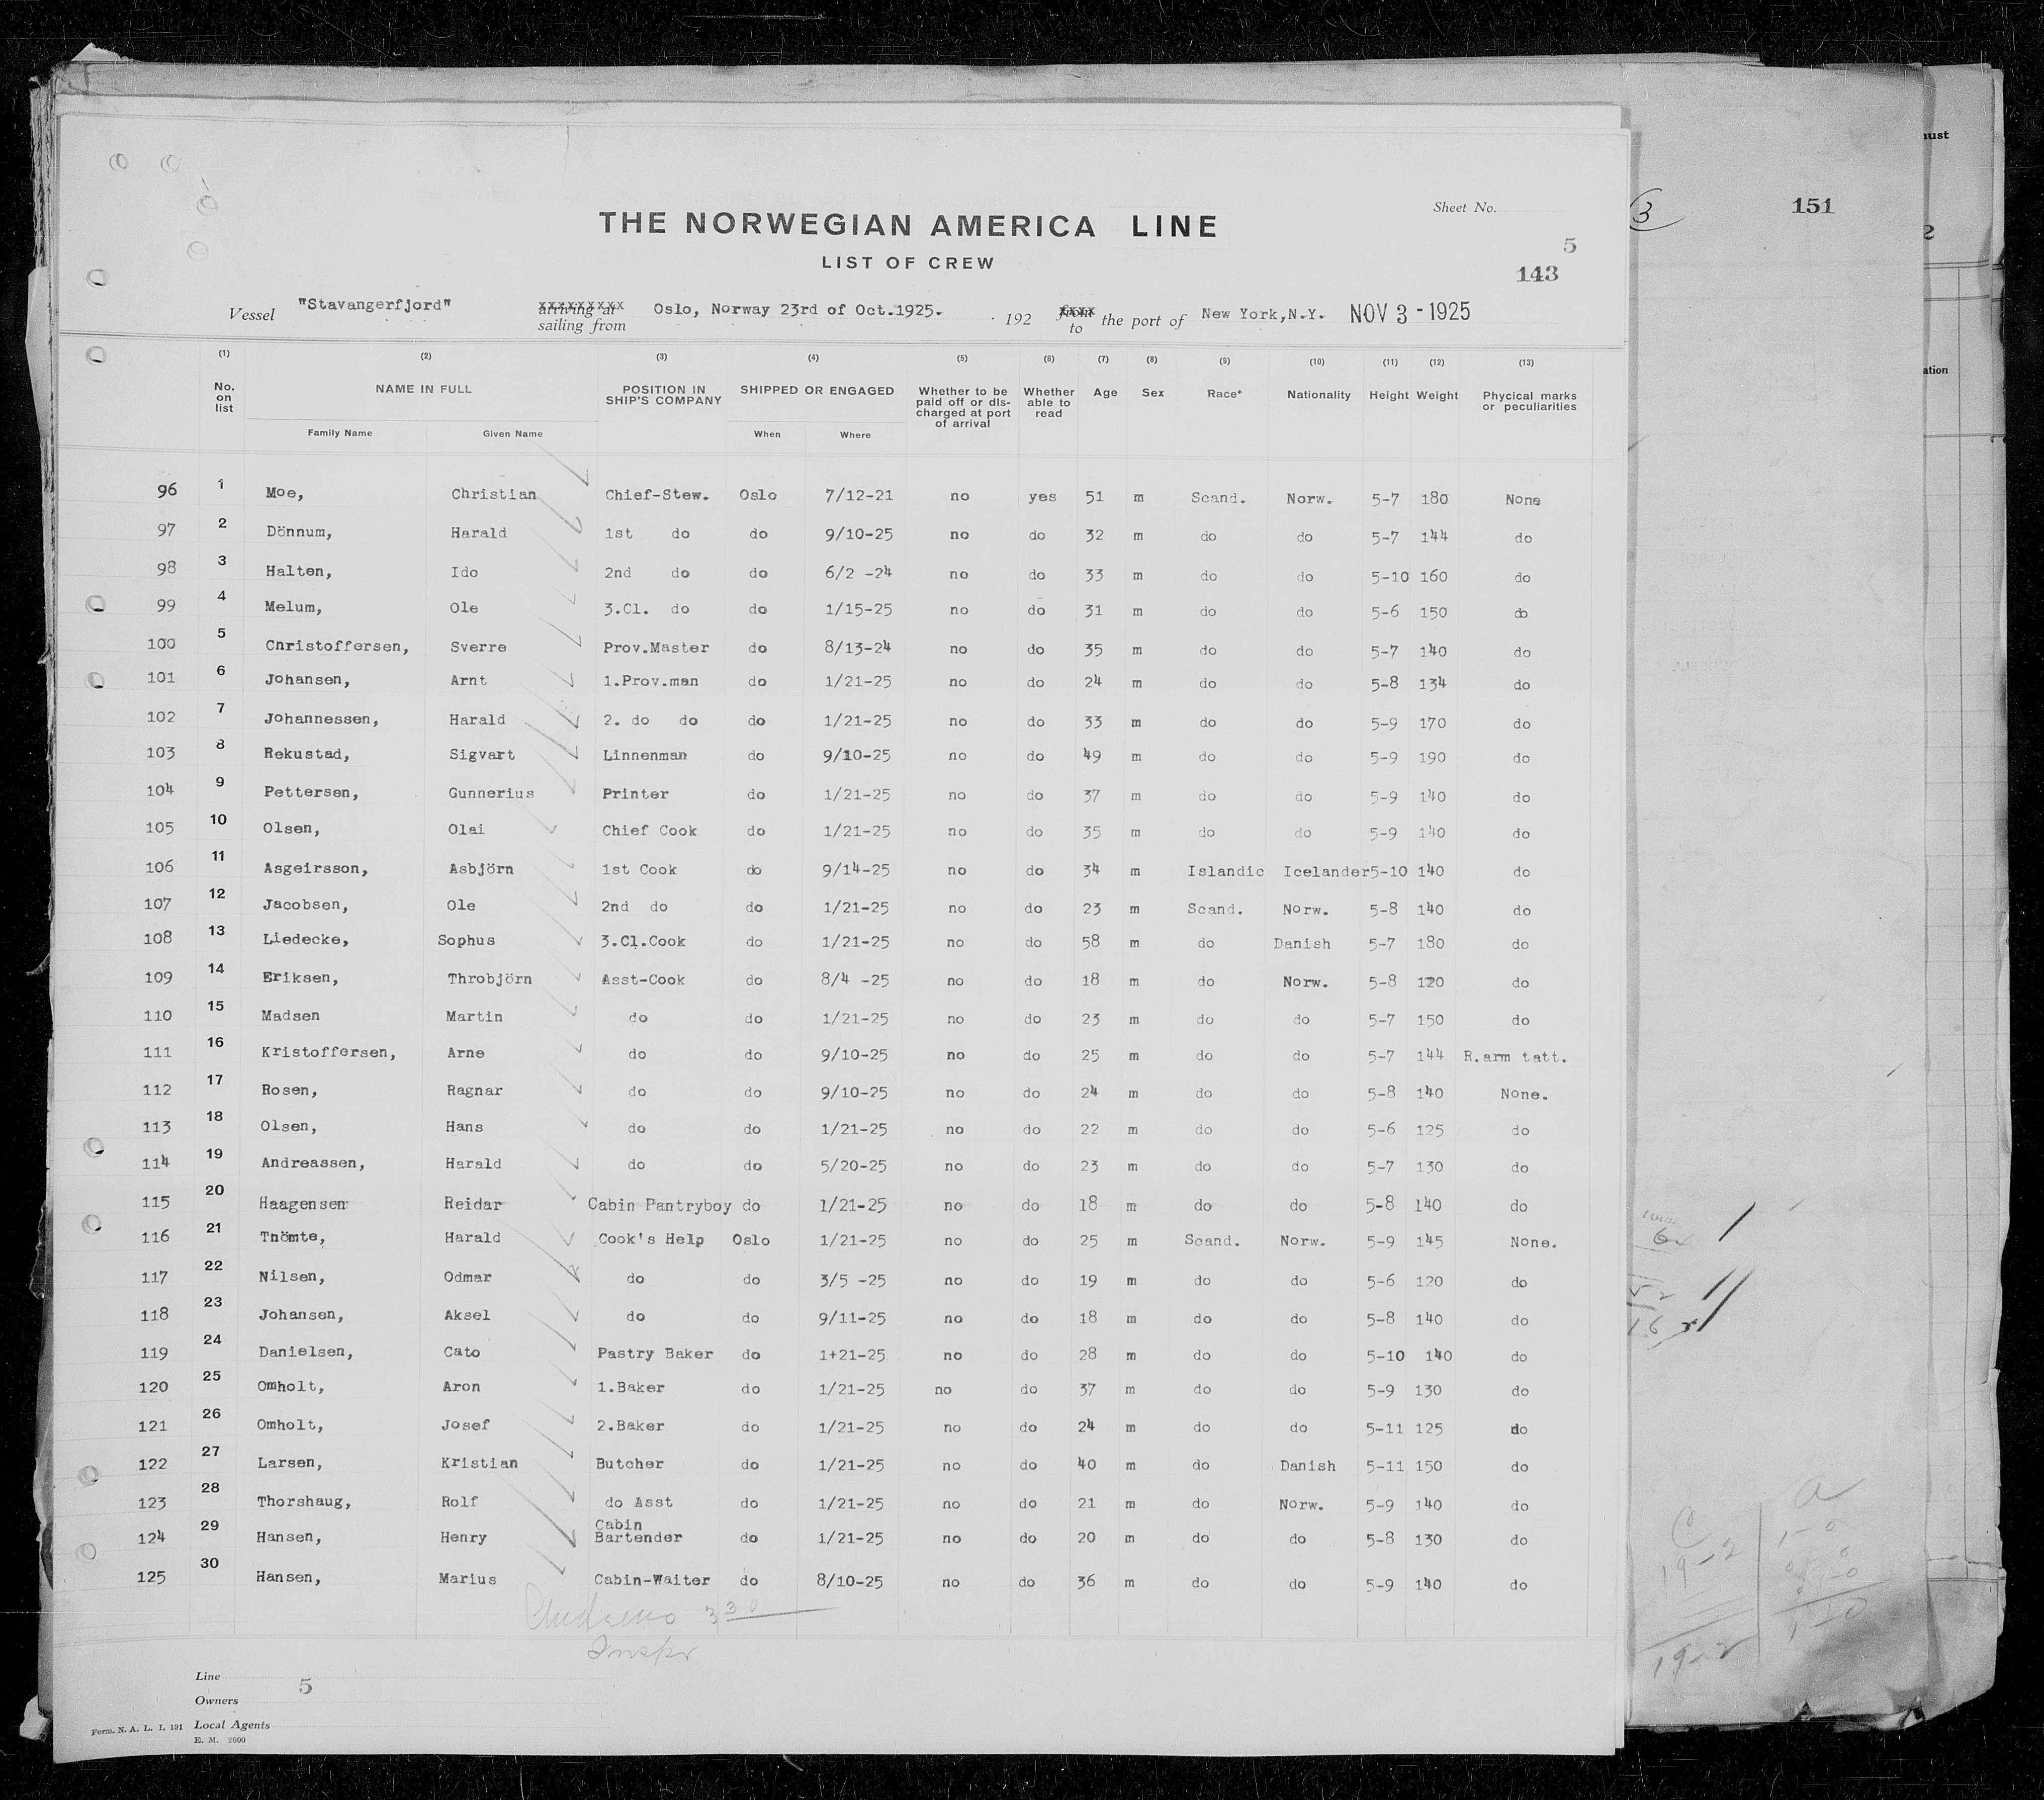 THE NORWEGIAN AMERICA LINE
LIST OF CREW
Sheet No.
5
143
Vessel "Stavangerfjord" xxxxxxxxx arriving at sailing from Oslo, Norway 23rd of Oct.1925. 192 xxxx from to the port of New York,N.Y. NOV 3 - 1925
(1) (2) (3) (4) (5) (6) (7) (8) (9) (10) (11) (12) (13)
No. on list NAME IN FULL POSITION IN SHIP'S COMPANY SHIPPED OR ENGAGED Whether to be paid off or dis-charged at port of arrival Whether able to read Age Sex Race* Nationality Height Weight Phycical marks or peculiarities
Family Name Given Name When Where
96 1 Moe, Christian Chief-Stew. Oslo 7/12-21 no yes 51 m Scand. Norw. 5-7 180 None
97 2 Dönnum, Harald 1st do do 9/10-25 no do 32 m do do 5-7 144 do
98 3 Halten, Ido 2nd do do 6/2 -24 no do 33 m do do 5-10 160 do
99 4 Melum, Ole 3.Cl. do do 1/15-25 no do 31 m do do 5-6 150 do
100 5 Christoffersen, Sverre Prov.Master do 8/13-24 no do 35 m do do 5-7 140 do
101 6 Johansen, Arnt 1.Prov.man do 1/21-25 no do 24 m do do 5-8 134 do
102 7 Johannessen, Harald 2. do do do 1/21-25 no do 33 m do do 5-9 170 do
103 8 Rekustad, Sigvart Linnenman do 9/10-25 no do 49 m do do 5-9 190 do
104 9 Pettersen, Gunnerius Printer do 1/21-25 no do 37 m do do 5-9 140 do
105 10 Olsen, Olai Chief Cook do 1/21-25 no do 35 m do do 5-9 140 do
106 11 Asgeirsson, Asbjörn 1st Cook do 9/14-25 no do 34 m Islandic Icelander 5-10 140 do
107 12 Jacobsen, Ole 2nd do do 1/21-25 no do 23 m Scand. Norw. 5-8 140 do
108 13 Liedecke, Sophus 3.Cl.Cook do 1/21-25 no do 58 m do Danish 5-7 180 do
109 14 Eriksen, Throbjörn Asst-Cook do 8/4 -25 no do 18 m do Norw. 5-8 120 do
110 15 Madsen Martin do do 1/21-25 no do 23 m do do 5-7 150 do
111 16 Kristoffersen, Arne do do 9/10-25 no do 25 m do do 5-7 144 R.arm tatt.
112 17 Rosen, Ragnar do do 9/10-25 no do 24 m do do 5-8 140 None.
113 18 Olsen, Hans do do 1/21-25 no do 22 m do do 5-6 125 do
114 19 Andreassen, Harald do do 5/20-25 no do 23 m do do 5-7 130 do
115 20 Haagensen Reidar Cabin Pantryboy do 1/21-25 no do 18 m do do 5-8 140 do
116 21 Thömte, Harald Cook's Help Oslo 1/21-25 no do 25 m Scand. Norw. 5-9 145 None.
117 22 Nilsen, Odmar do do 3/5 -25 no do 19 m do do 5-6 120 do
118 23 Johansen, Aksel do do 9/11-25 no do 18 m do do 5-8 140 do
119 24 Danielsen, Cato Pastry Baker do 1+21-25 no do 28 m do do 5-10 140 do
120 25 Omholt, Aron 1.Baker do 1/21-25 no do 37 m do do 5-9 130 do
121 26 Omholt, Josef 2.Baker do 1/21-25 no do 24 m do do 5-11 125 do
122 27 Larsen, Kristian Butcher do 1/21-25 no do 40 m do Danish 5-11 150 do
123 28 Thorshaug, Rolf do Asst do 1/21-25 no do 21 m do Norw. 5-9 140 do
124 29 Hansen, Henry Cabin Bartender do 1/21-25 no do 20 m do do 5-8 130 do
125 30 Hansen, Marius Cabin-Waiter do 8/10-25 no do 36 m do do 5-9 140 do
Inspr
Line
5
Owners
Form. N. A. L. I. 191 Local Agents
E. M. 2000
3
151
2
19-2
19-2